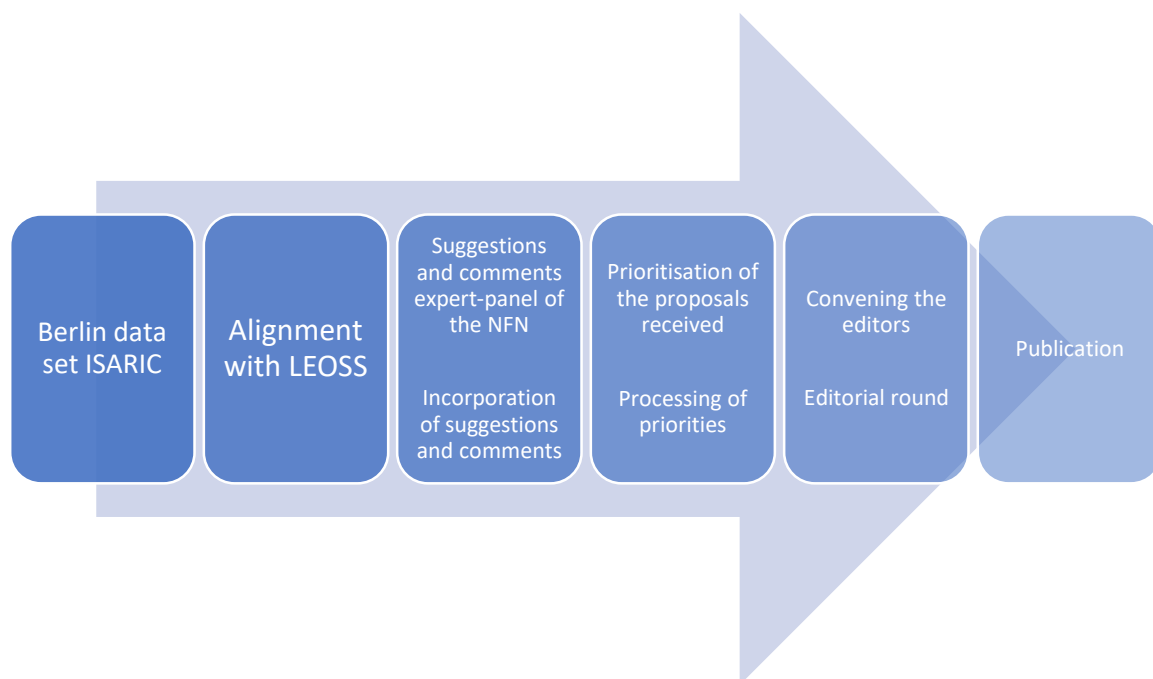 Berlin data
set ISARIC
Alignment
with LEOSS
Suggestions
and comments
expert-panel of
the NFN
Incorporation
of suggestions
and comments
Prioritisation of
the proposals
received
Processing of
priorities
Convening the
editors
Editorial round
Publication